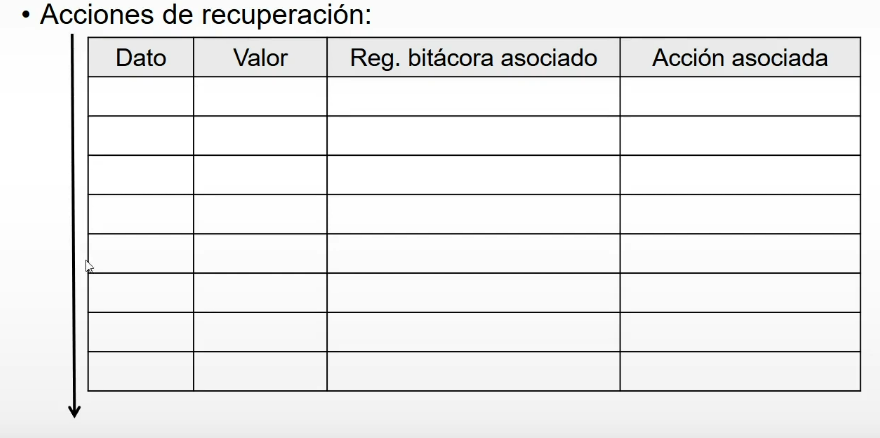 • Acciones de recuperación:
Dato Valor Reg. bitácora asociado Acción asociada